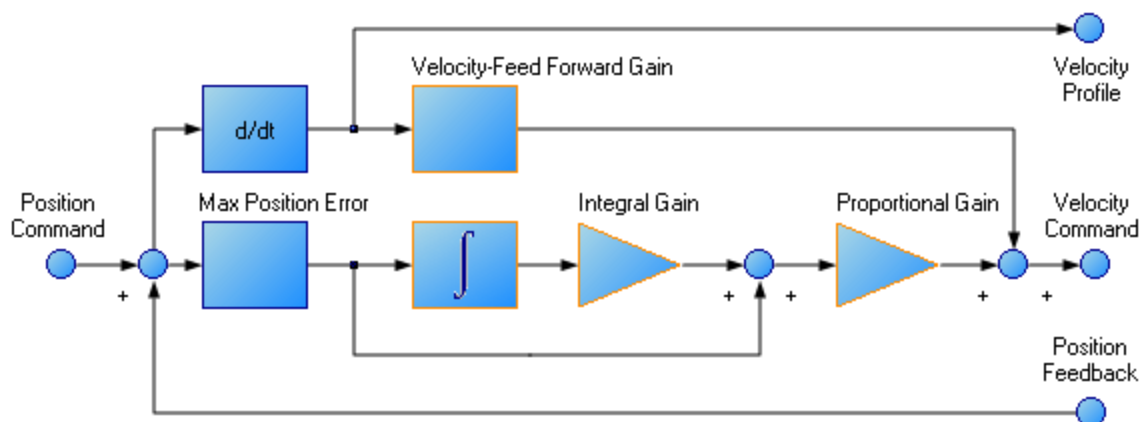 Velocity-Feed Forward Gain
Velocity
Profile
d/dt
Position
Command
Max Position Error
Integral Gain
Proportional Gain
Velocity
Command
∫
+
+
+
+
+
Position
Feedback